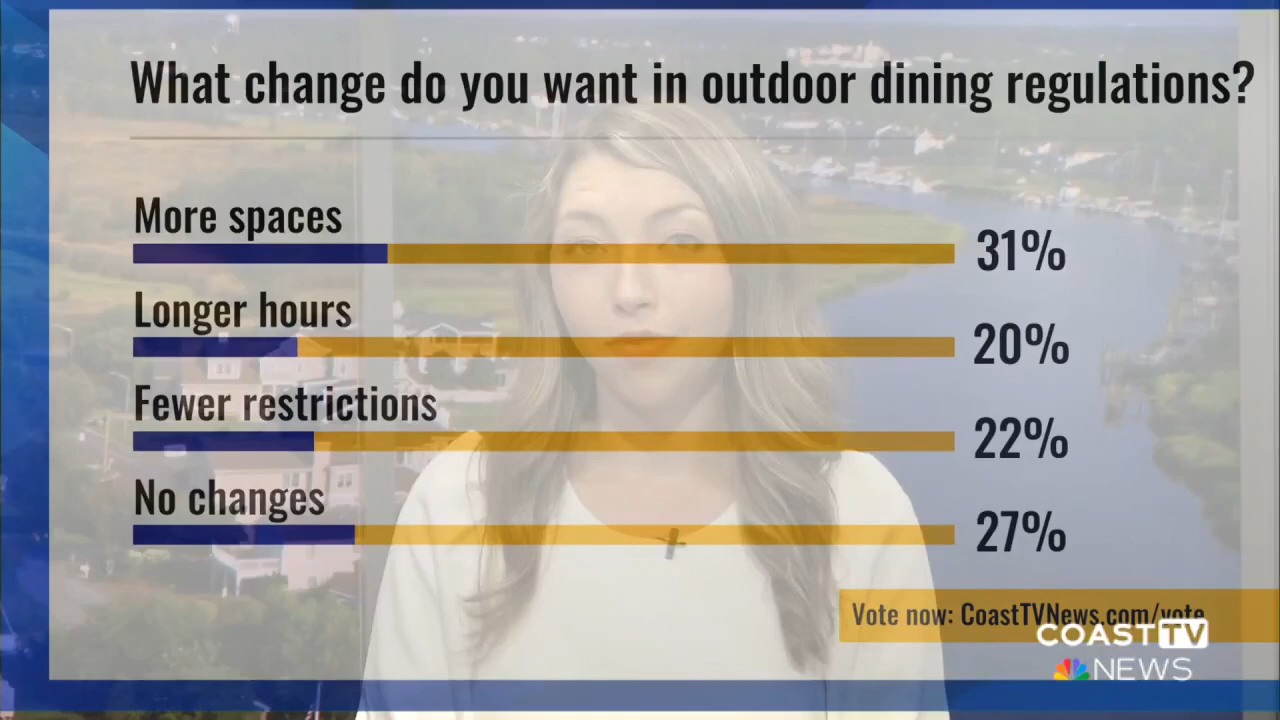 What change do you want in outdoor dining regulations?
More spaces
31%
Longer hours
20%
Fewer restrictions
22%
No changes
27%
Vote now: CoastTVNews.com/vote
COAST TV
NEWS